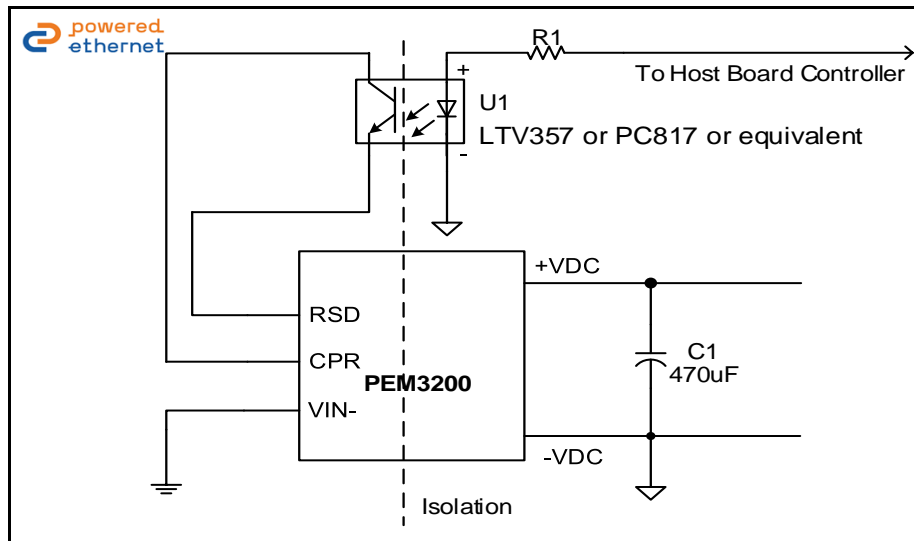 powered
ethernet
R1
To Host Board Controller
+
U1
LTV357 or PC817 or equivalent
-
+VDC
RSD
CPR
PEM3200
VIN-
C1
470uF
-VDC
Isolation